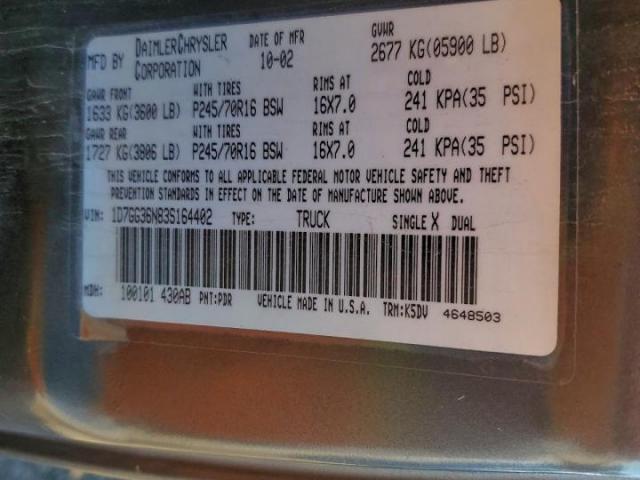 MFD BY DAIMLERCHRYSLER CORPORATION DATE OF MFR 10-02 GVWR 2677 KG(05900 LB)
GAWR FRONT WITH TIRES RIMS AT COLD
1633 KG(3600 LB) P245/70R16 BSW 16X7.0 241 KPA(35 PSI)
GAWR REAR WITH TIRES RIMS AT COLD
1727 KG(3806 LB) P245/70R16 BSW 16X7.0 241 KPA(35 PSI)
THIS VEHICLE CONFORMS TO ALL APPLICABLE FEDERAL MOTOR VEHICLE SAFETY AND THEFT
PREVENTION STANDARDS IN EFFECT ON THE DATE OF MANUFACTURE SHOWN ABOVE.
VIN: 1D7GG36N83S164402 TYPE: TRUCK SINGLE X DUAL
MDH: 100101 430AB PNT:PDR VEHICLE MADE IN U.S.A. TRM:K5DV 4648503